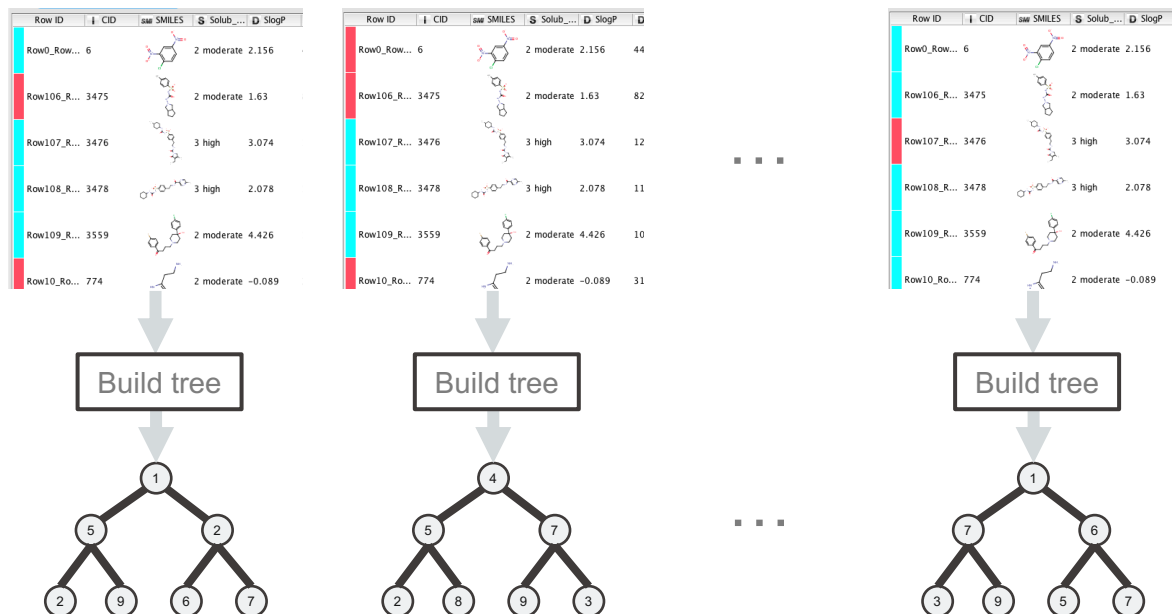 Row ID CID SMI SMILES S Solub_... D SlogP
Row0_Row... 6 2 moderate 2.156
Row106_R... 3475 2 moderate 1.63
Row107_R... 3476 3 high 3.074
Row108_R... 3478 3 high 2.078
Row109_R... 3559 2 moderate 4.426
Row10_Ro... 774 2 moderate -0.089
Row ID CID SMI SMILES S Solub_... D SlogP D
Row0_Row... 6 2 moderate 2.156 44
Row106_R... 3475 2 moderate 1.63 82
Row107_R... 3476 3 high 3.074 12
Row108_R... 3478 3 high 2.078 11
Row109_R... 3559 2 moderate 4.426 10
Row10_Ro... 774 2 moderate -0.089 31
...
Row ID CID SMI SMILES S Solub_... D SlogP
Row0_R... 6 2 moderate 2.156
Row106_R... 3475 2 moderate 1.63
Row107_R... 3476 3 high 3.074
Row108_R... 3478 3 high 2.078
Row109_R... 3559 2 moderate 4.426
Row10_Ro... 774 2 moderate -0.089
Build tree Build tree Build tree
1 4 1
5 2 5 7 ... 7 6
2 9 6 7 2 8 9 3 3 9 5 7